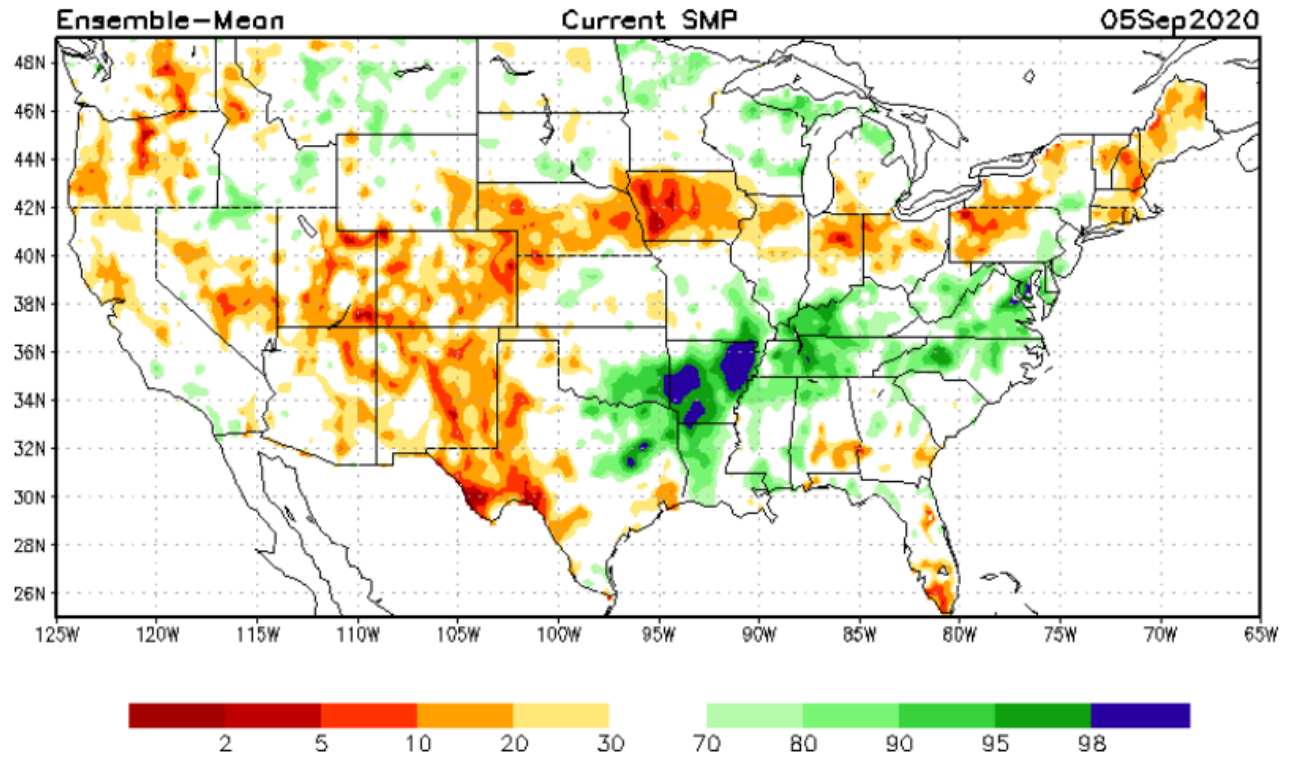 Ensemble-Mean Current SMP 05Sep2020
48N
46N
44N
42N
40N
38N
36N
34N
32N
30N
28N
26N
125W 120W 115W 110W 105W 100W 95W 90W 85W 80W 75W 70W 65W
2 5 10 20 30 70 80 90 95 98